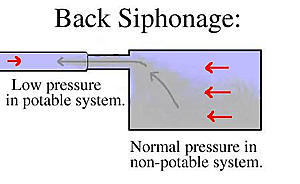 Back Siphonage:
Low pressure
in potable system.
Normal pressure in
non-potable system.